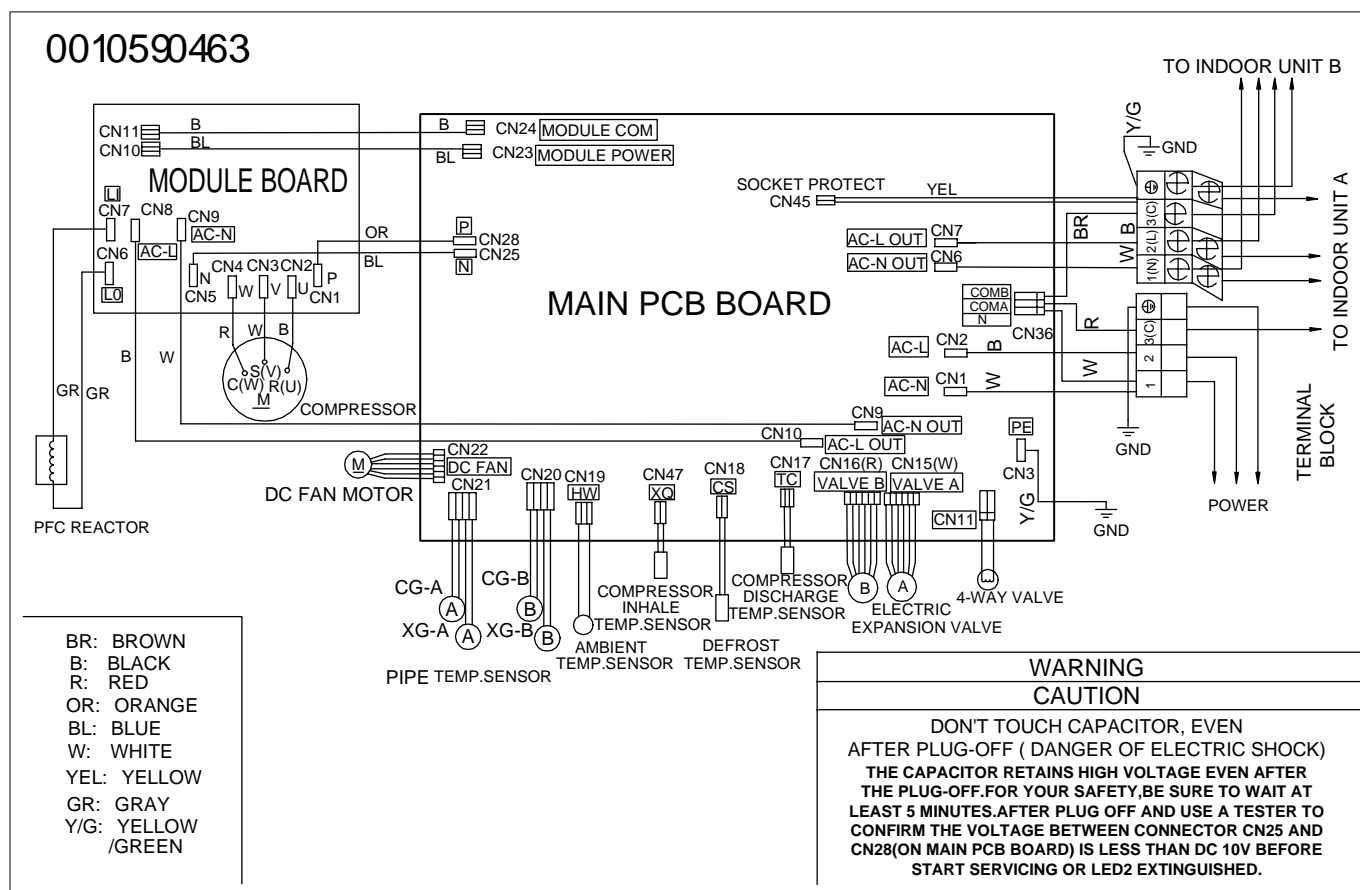 0010590463
TO INDOOR UNIT B
Y/G
GND
CN11 B
CN10 BL
B CN24 MODULE COM
BL CN23 MODULE POWER
MODULE BOARD
SOCKET PROTECT
CN45
YEL
TO INDOOR UNIT A
LI
CN7
CN8
CN9
AC-N
AC-L
CN6
L0
OR
BL
P
CN28
CN25
N
N
CN5
CN4
W
CN3
V
CN2
U
P
CN1
AC-L OUT CN7
AC-N OUT CN6
BR
B
W
3(C)
2(L)
1(N)
MAIN PCB BOARD
COMB
COMA
N
CN36
R
3(C)
2
1
AC-L CN2 B
AC-N CN1 W
W
B
W
R
W
B
S(V)
C(W) R(U)
M
COMPRESSOR
GR
GR
PFC REACTOR
CN9
AC-N OUT
CN10
AC-L OUT
PE
CN3
Y/G
GND
GND
TERMINAL
BLOCK
POWER
M
DC FAN MOTOR
CN22
DC FAN
CN21
CN20
CN19
HW
CN47
XQ
CN18
CS
CN17
TC
CN16(R)
VALVE B
CN15(W)
VALVE A
CN11
CG-A
A
XG-A
A
CG-B
B
XG-B
B
PIPE TEMP.SENSOR
AMBIENT
TEMP.SENSOR
COMPRESSOR
INHALE
TEMP.SENSOR
DEFROST
TEMP.SENSOR
COMPRESSOR
DISCHARGE
TEMP.SENSOR
B
A
ELECTRIC
EXPANSION VALVE
4-WAY VALVE
BR: BROWN
B: BLACK
R: RED
OR: ORANGE
BL: BLUE
W: WHITE
YEL: YELLOW
GR: GRAY
Y/G: YELLOW
/GREEN
WARNING
CAUTION
DON'T TOUCH CAPACITOR, EVEN
AFTER PLUG-OFF ( DANGER OF ELECTRIC SHOCK)
THE CAPACITOR RETAINS HIGH VOLTAGE EVEN AFTER
THE PLUG-OFF.FOR YOUR SAFETY,BE SURE TO WAIT AT
LEAST 5 MINUTES.AFTER PLUG OFF AND USE A TESTER TO
CONFIRM THE VOLTAGE BETWEEN CONNECTOR CN25 AND
CN28(ON MAIN PCB BOARD) IS LESS THAN DC 10V BEFORE
START SERVICING OR LED2 EXTINGUISHED.